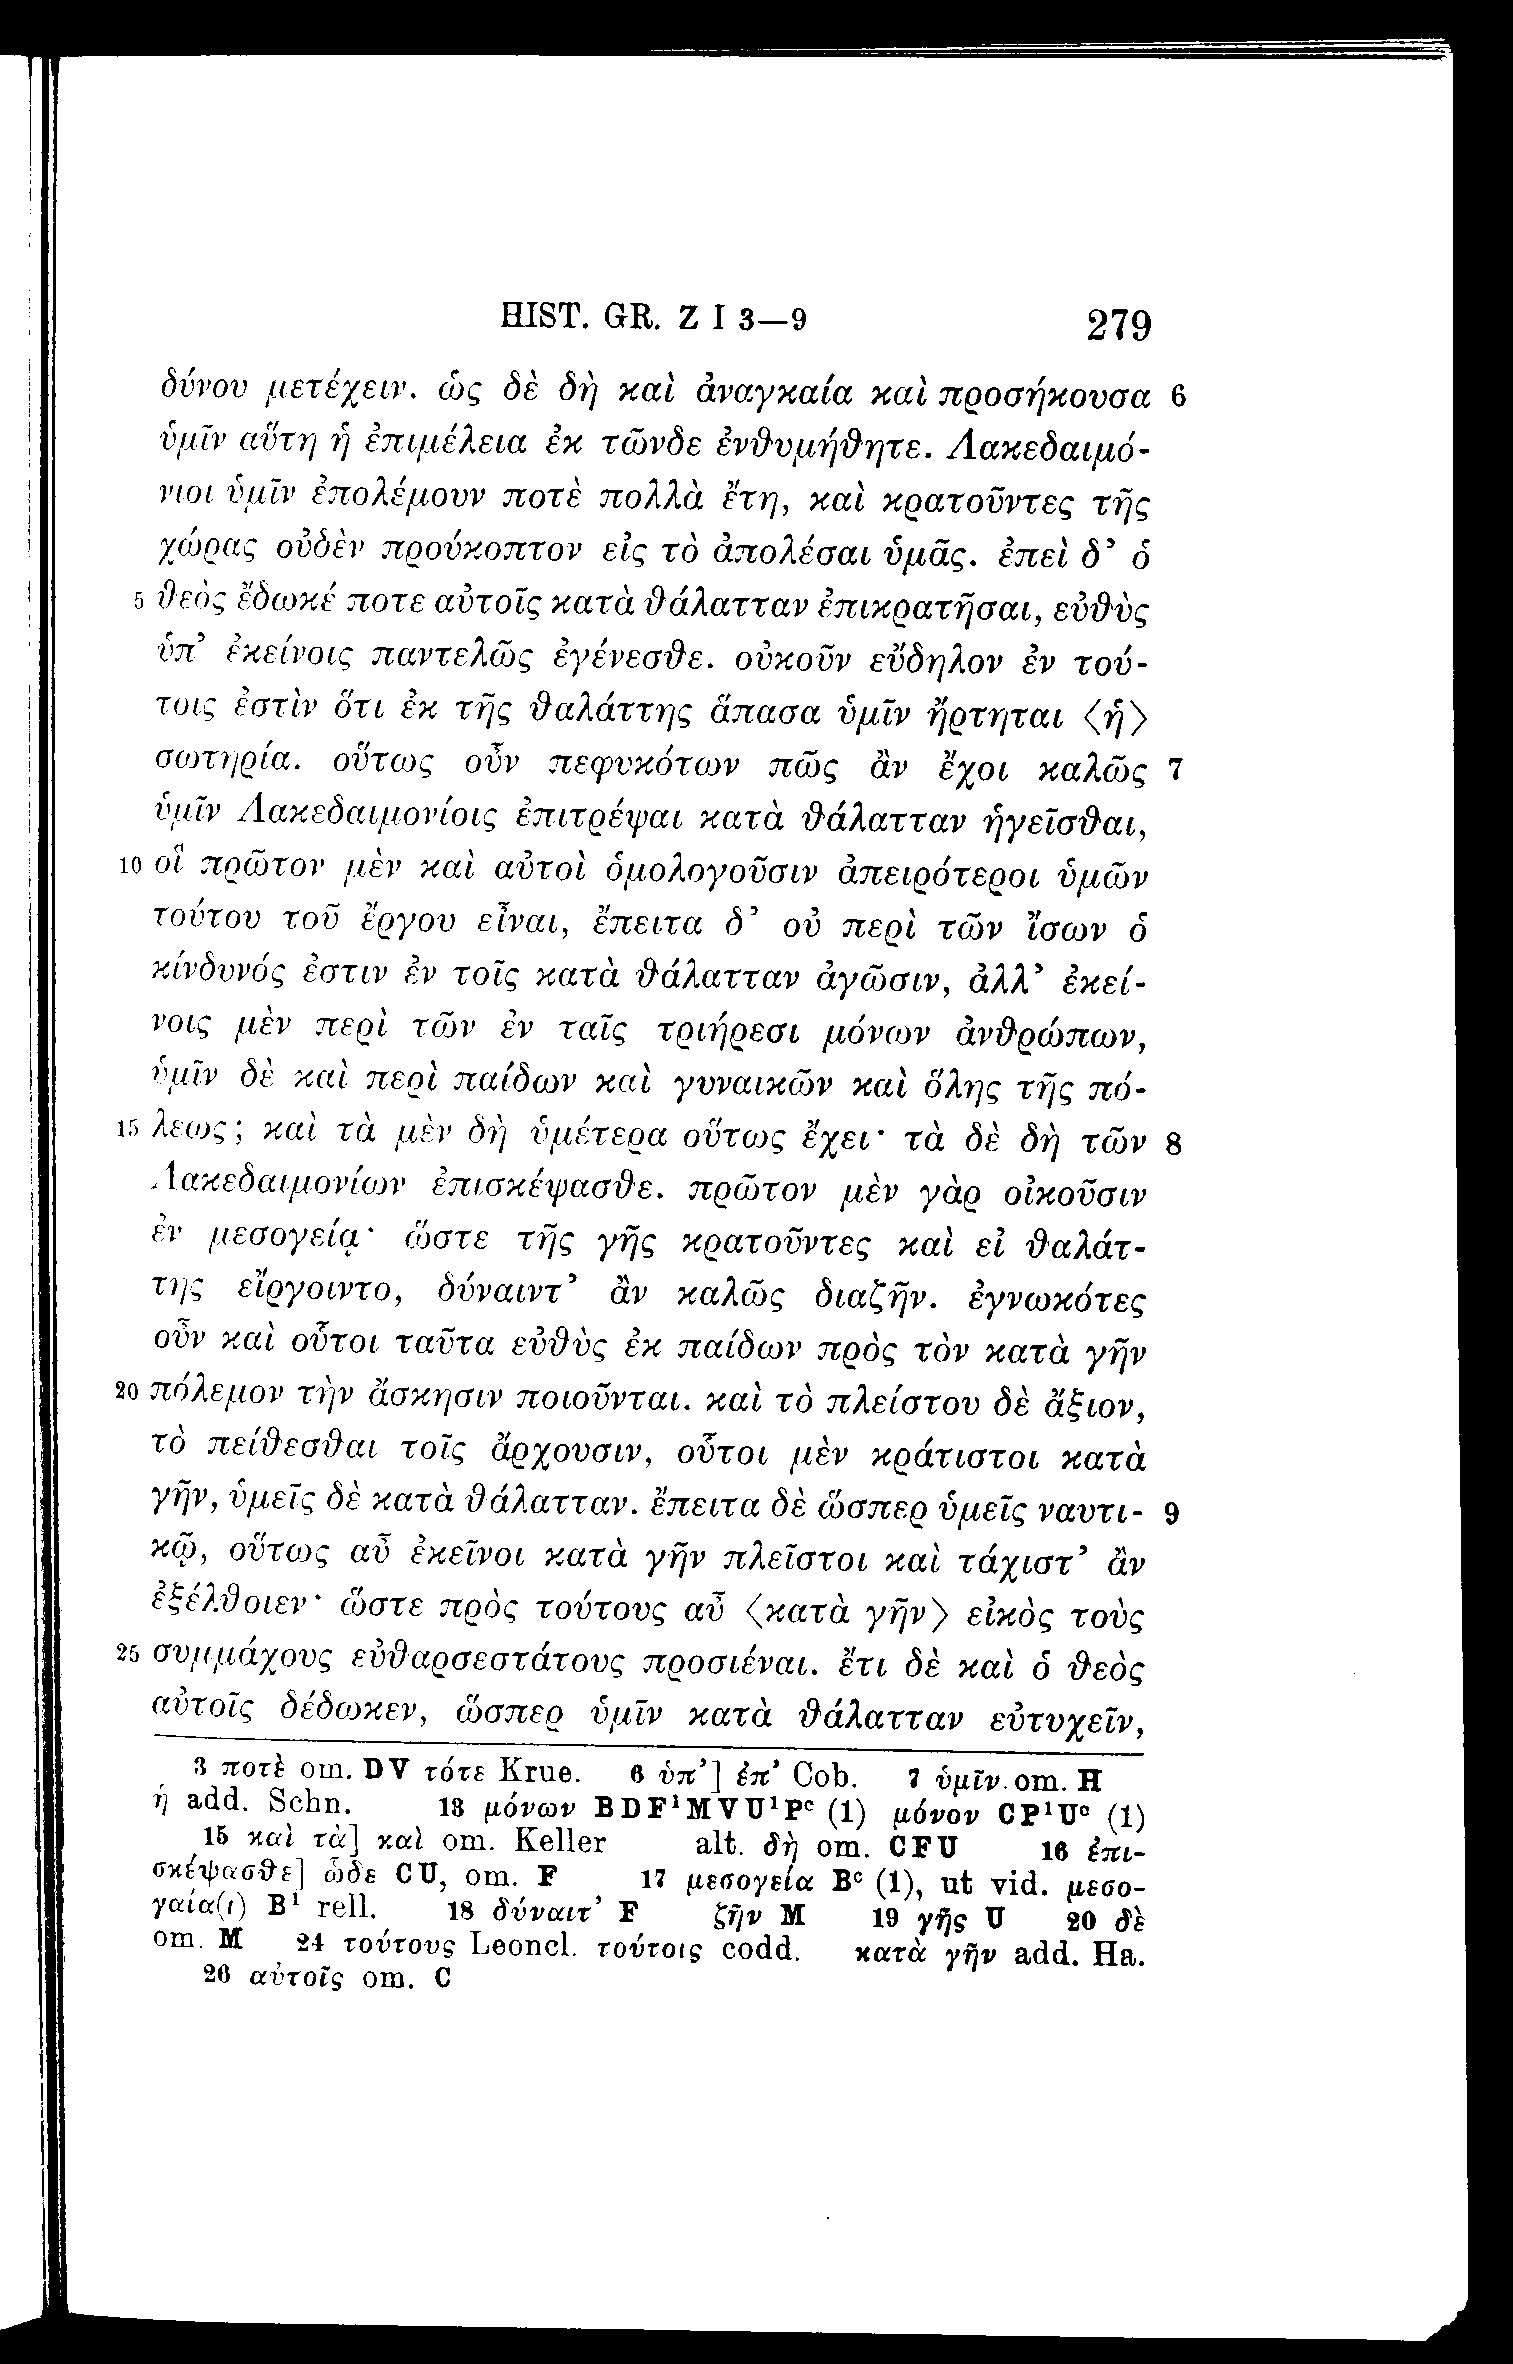 HIST. GR. Z I 3—9 279
δύνου μετέχειν. ὡς δὲ δὴ καὶ ἀναγκαία καὶ προσήκουσα 6
ὑμῖν αὕτη ἡ ἐπιμέλεια ἐκ τῶνδε ἐνθυμήθητε. Λακεδαιμό-
νιοι ὑμῖν ἐπολέμουν ποτὲ πολλὰ ἔτη, καὶ κρατοῦντες τῆς
χώρας οὐδὲν προύκοπτον εἰς τὸ ἀπολέσαι ὑμᾶς. ἐπεὶ δ’ ὁ
5 θεὸς ἔδωκέ ποτε αὐτοῖς κατὰ θάλατταν ἐπικρατῆσαι, εὐθὺς
ὑπ’ ἐκείνοις παντελῶς ἐγένεσθε. οὐκοῦν εὔδηλον ἐν τού-
τοις ἐστὶν ὅτι ἐκ τῆς θαλάττης ἅπασα ὑμῖν ἤρτηται ⟨ἡ⟩
σωτηρία. οὕτως οὖν πεφυκότων πῶς ἂν ἔχοι καλῶς 7
ὑμῖν Λακεδαιμονίοις ἐπιτρέψαι κατὰ θάλατταν ἡγεῖσθαι,
10 οἳ πρῶτον μὲν καὶ αὐτοὶ ὁμολογοῦσιν ἀπειρότεροι ὑμῶν
τούτου τοῦ ἔργου εἶναι, ἔπειτα δ’ οὐ περὶ τῶν ἴσων ὁ
κίνδυνός ἐστιν ἐν τοῖς κατὰ θάλατταν ἀγῶσιν, ἀλλ’ ἐκεί-
νοις μὲν περὶ τῶν ἐν ταῖς τριήρεσι μόνων ἀνθρώπων,
ὑμῖν δὲ καὶ περὶ παίδων καὶ γυναικῶν καὶ ὅλης τῆς πό-
15 λεως; καὶ τὰ μὲν δὴ ὑμέτερα οὕτως ἔχει· τὰ δὲ δὴ τῶν 8
Λακεδαιμονίων ἐπισκέψασθε. πρῶτον μὲν γὰρ οἰκοῦσιν
ἐν μεσογείᾳ· ὥστε τῆς γῆς κρατοῦντες καὶ εἰ θαλάτ-
της εἴργοιντο, δύναιντ’ ἂν καλῶς διαζῆν. ἐγνωκότες
οὖν καὶ οὗτοι ταῦτα εὐθὺς ἐκ παίδων πρὸς τὸν κατὰ γῆν
20 πόλεμον τὴν ἄσκησιν ποιοῦνται. καὶ τὸ πλείστου δὲ ἄξιον,
τὸ πείθεσθαι τοῖς ἄρχουσιν, οὗτοι μὲν κράτιστοι κατὰ
γῆν, ὑμεῖς δὲ κατὰ θάλατταν. ἔπειτα δὲ ὥσπερ ὑμεῖς ναυτι- 9
κῷ, οὕτως αὖ ἐκεῖνοι κατὰ γῆν πλεῖστοι καὶ τάχιστ’ ἂν
ἐξέλθοιεν· ὥστε πρὸς τούτους αὖ ⟨κατὰ γῆν⟩ εἰκὸς τοὺς
25 συμμάχους εὐθαρσεστάτους προσιέναι. ἔτι δὲ καὶ ὁ θεὸς
αὐτοῖς δέδωκεν, ὥσπερ ὑμῖν κατὰ θάλατταν εὐτυχεῖν,
3 ποτὲ om. DV τότε Krue. 6 ὑπ’] ἐπ’ Cob. 7 ὑμῖν om. H
ἡ add. Schn. 13 μόνων BDF¹MVU¹Pᶜ (1) μόνον CP¹Uᶜ (1)
15 καὶ τὰ] καὶ om. Keller alt. δὴ om. CFU 16 ἐπι-
σκέψασθε] ὧδε CU, om. F 17 μεσογεία Bᶜ (1), ut vid. μεσο-
γαία(ι) B¹ rell. 18 δύναιτ’ F ζῆν M 19 γῆς U 20 δὲ
om. M 24 τούτους Leoncl. τούτοις codd. κατὰ γῆν add. Ha.
26 αὐτοῖς om. C